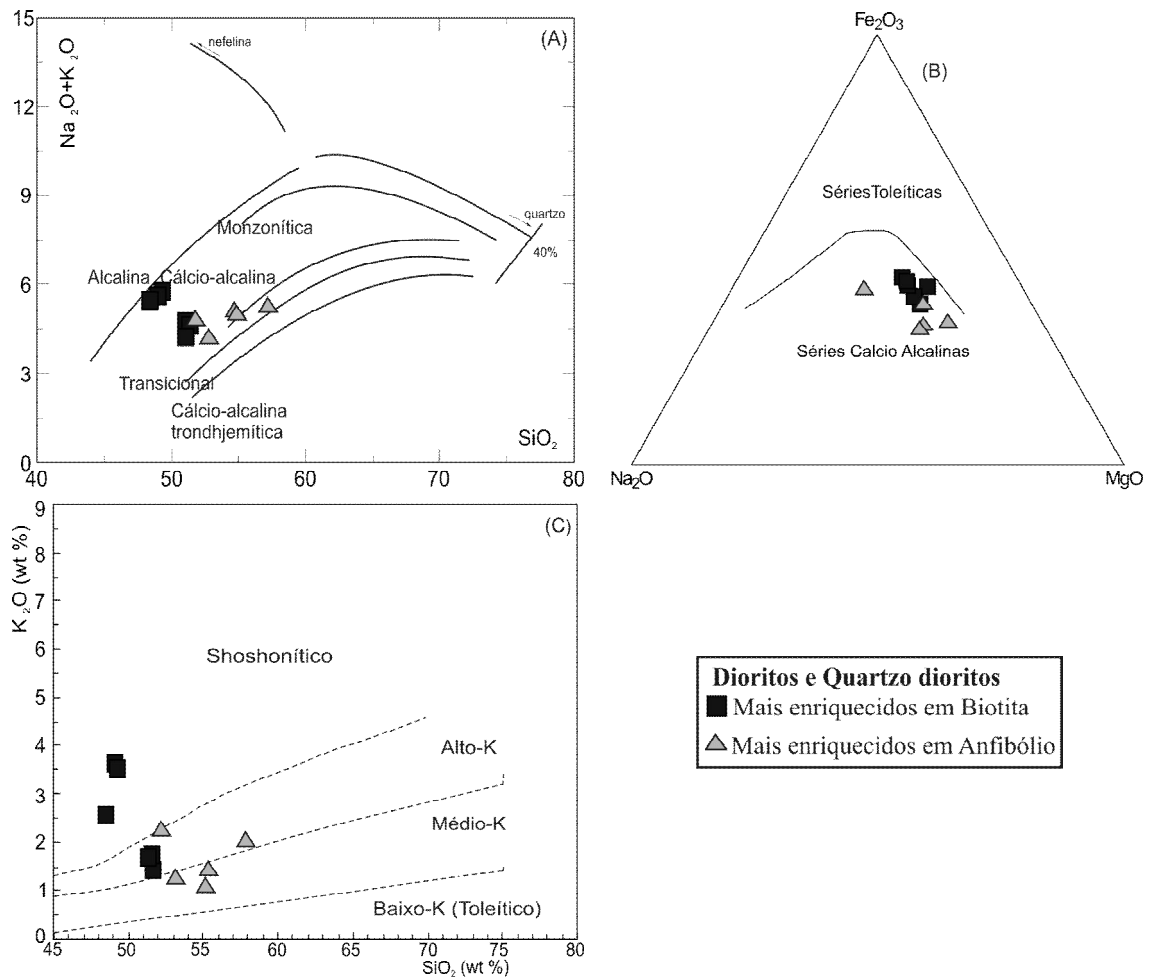 (A)
Na₂O+K₂O
15
12
9
6
3
0
nefelina
quartzo
40%
Monzonítica
Alcalina Cálcio-alcalina
Transicional
Cálcio-alcalina
trondhjemítica
SiO₂
40 50 60 70 80
Fe₂O₃
(B)
SériesToleíticas
Séries Calcio Alcalinas
Na₂O
MgO
(C)
K₂O (wt %)
9
8
7
6
5
4
3
2
1
0
Shoshonítico
Alto-K
Médio-K
Baixo-K (Toleítico)
45 50 55 60 65 70 75 80
SiO₂ (wt %)
Dioritos e Quartzo dioritos
Mais enriquecidos em Biotita
Mais enriquecidos em Anfibólio